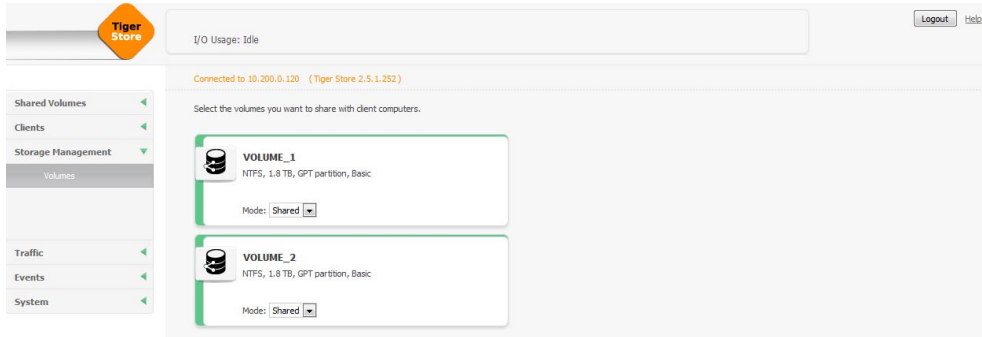 Tiger
Store
I/O Usage: Idle
Logout
Help
Connected to 10.200.0.120 (Tiger Store 2.5.1.252)
Shared Volumes
Clients
Storage Management
Volumes
Traffic
Events
System
Select the volumes you want to share with client computers.
VOLUME_1
NTFS, 1.8 TB, GPT partition, Basic
Mode: Shared
VOLUME_2
NTFS, 1.8 TB, GPT partition, Basic
Mode: Shared